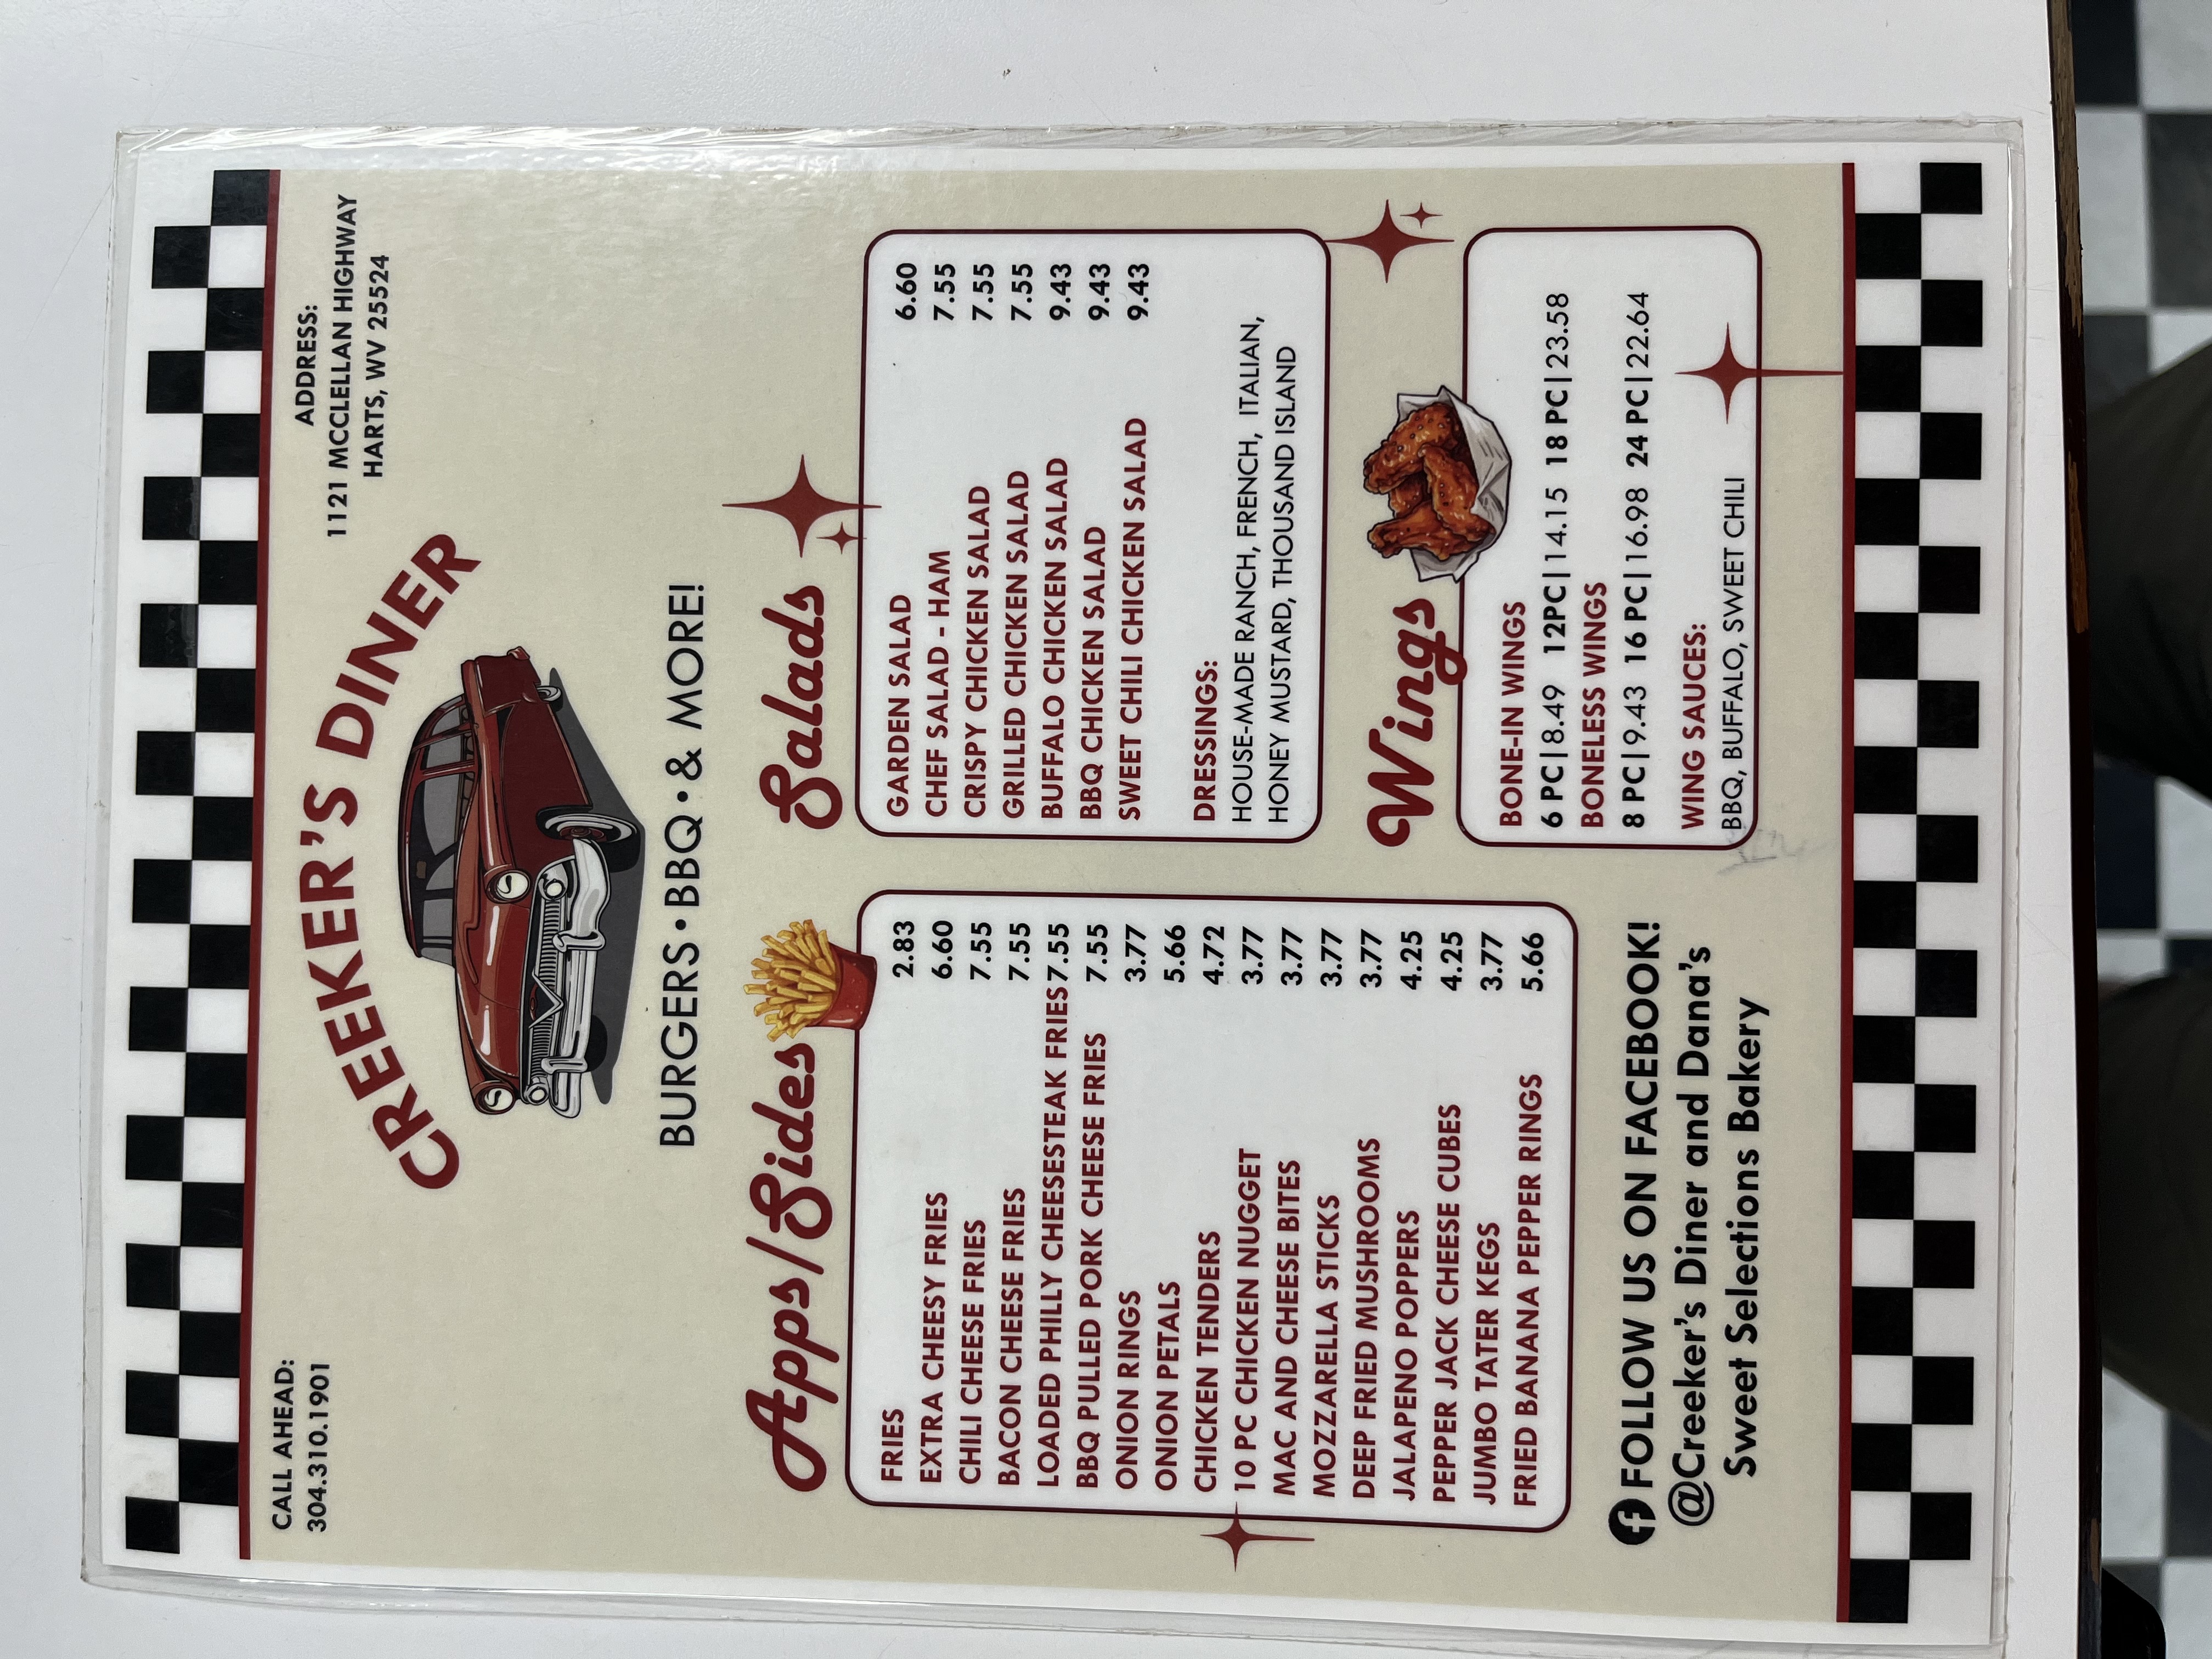 CALL AHEAD:
304.310.1901
CREEKER'S DINER
ADDRESS:
1121 MCCLELLAN HIGHWAY
HARTS, WV 25524
BURGERS • BBQ • & MORE!
Apps/Sides
FRIES 2.83
EXTRA CHEESY FRIES 6.60
CHILI CHEESE FRIES 7.55
BACON CHEESE FRIES 7.55
LOADED PHILLY CHEESESTEAK FRIES 7.55
BBQ PULLED PORK CHEESE FRIES 7.55
ONION RINGS 3.77
ONION PETALS 5.66
CHICKEN TENDERS 4.72
10 PC CHICKEN NUGGET 3.77
MAC AND CHEESE BITES 3.77
MOZZARELLA STICKS 3.77
DEEP FRIED MUSHROOMS 3.77
JALAPENO POPPERS 4.25
PEPPER JACK CHEESE CUBES 4.25
JUMBO TATER KEGS 3.77
FRIED BANANA PEPPER RINGS 5.66
FOLLOW US ON FACEBOOK!
@Creeker's Diner and Dana's
Sweet Selections Bakery
Salads
GARDEN SALAD 6.60
CHEF SALAD - HAM 7.55
CRISPY CHICKEN SALAD 7.55
GRILLED CHICKEN SALAD 7.55
BUFFALO CHICKEN SALAD 9.43
BBQ CHICKEN SALAD 9.43
SWEET CHILI CHICKEN SALAD 9.43
DRESSINGS:
HOUSE-MADE RANCH, FRENCH, ITALIAN,
HONEY MUSTARD, THOUSAND ISLAND
Wings
BONE-IN WINGS
6 PC|8.49 12PC|14.15 18 PC|23.58
BONELESS WINGS
8 PC|9.43 16 PC|16.98 24 PC|22.64
WING SAUCES:
BBQ, BUFFALO, SWEET CHILI